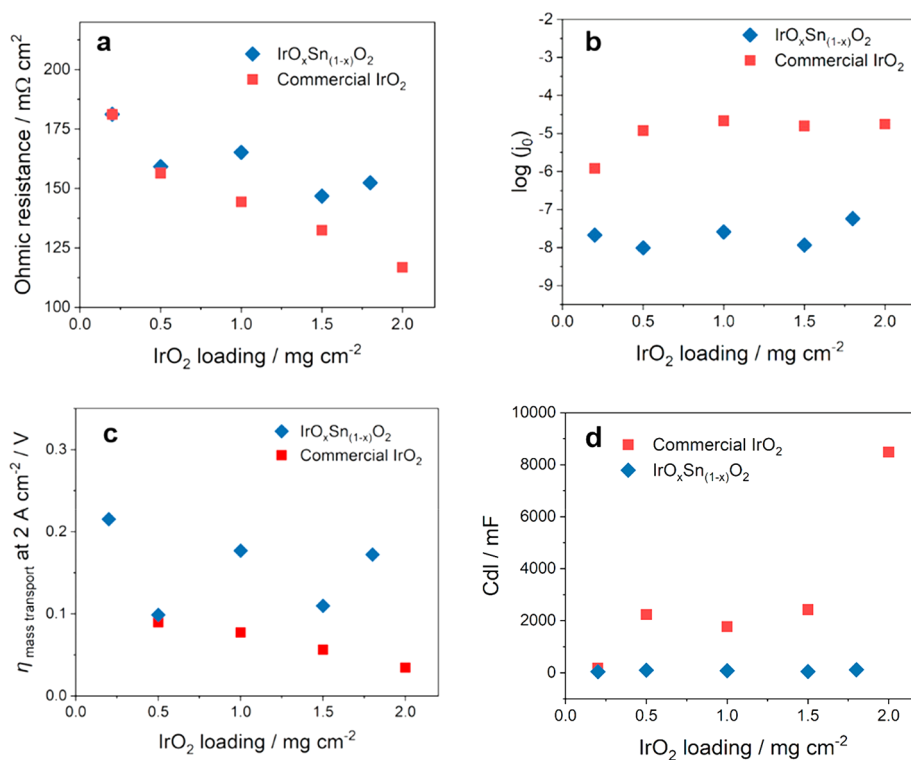 a
IrOₓSn₍₁₋ₓ₎O₂
Commercial IrO₂
Ohmic resistance / mΩ cm²
200
175
150
125
100
0.0
0.5
1.0
1.5
2.0
IrO₂ loading / mg cm⁻²
b
IrOₓSn₍₁₋ₓ₎O₂
Commercial IrO₂
log (j₀)
-2
-3
-4
-5
-6
-7
-8
-9
0.0
0.5
1.0
1.5
2.0
IrO₂ loading / mg cm⁻²
c
IrOₓSn₍₁₋ₓ₎O₂
Commercial IrO₂
η mass transport at 2 A cm⁻² / V
0.3
0.2
0.1
0.0
0.0
0.5
1.0
1.5
2.0
IrO₂ loading / mg cm⁻²
d
Commercial IrO₂
IrOₓSn₍₁₋ₓ₎O₂
Cdl / mF
10000
8000
6000
4000
2000
0
0.0
0.5
1.0
1.5
2.0
IrO₂ loading / mg cm⁻²